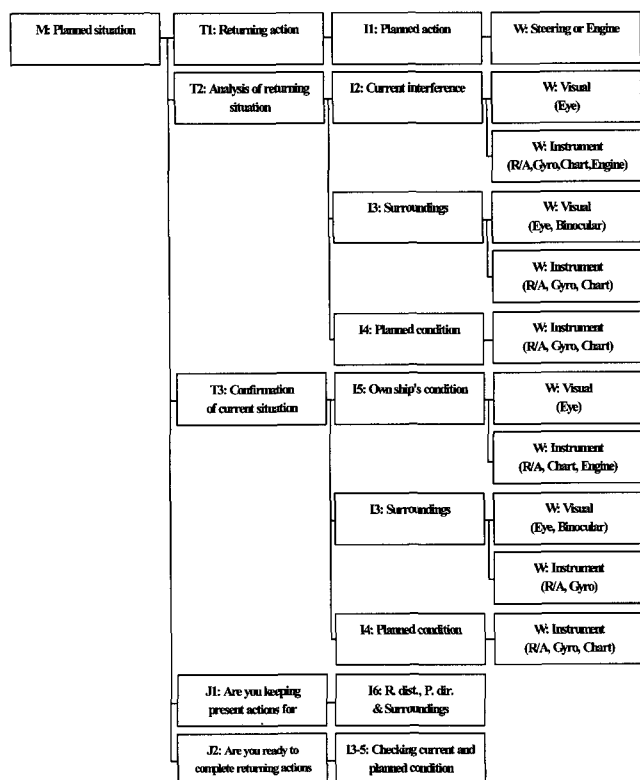 M: Planned situation
T1: Returning action
I1: Planned action
W: Steering or Engine
T2: Analysis of returning
situation
I2: Current interference
W: Visual
(Eye)
W: Instrument
(R/A,Gyro,Chart,Engine)
I3: Surroundings
W: Visual
(Eye, Binocular)
W: Instrument
(R/A, Gyro, Chart)
I4: Planned condition
W: Instrument
(R/A, Gyro, Chart)
T3: Confirmation
of current situation
I5: Own ship's condition
W: Visual
(Eye)
W: Instrument
(R/A, Chart, Engine)
I3: Surroundings
W: Visual
(Eye, Binocular)
W: Instrument
(R/A, Gyro)
I4: Planned condition
W: Instrument
(R/A, Gyro, Chart)
J1: Are you keeping
present actions for
I6: R. dist., P. dir.
& Surroundings
J2: Are you ready to
complete returning actions
I3-5: Checking current and
planned condition